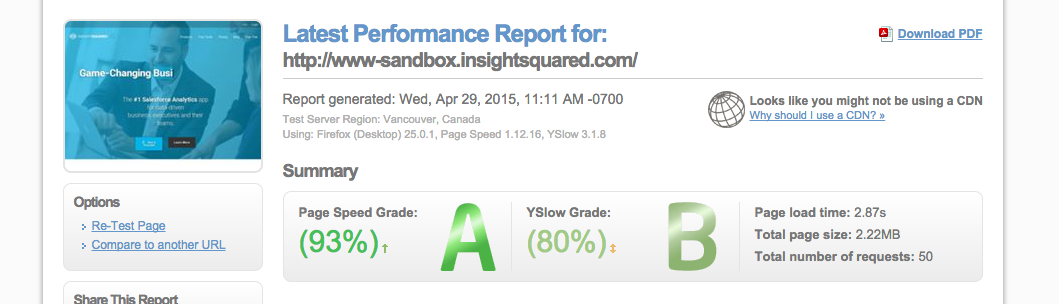 Latest Performance Report for:
http://www-sandbox.insightsquared.com/
Download PDF
Game-Changing Busi
The #1 Salesforce Analytics app
for data driven
business executives and their
teams.
Report generated: Wed, Apr 29, 2015, 11:11 AM -0700
Test Server Region: Vancouver, Canada
Using: Firefox (Desktop) 25.0.1, Page Speed 1.12.16, YSlow 3.1.8
Looks like you might not be using a CDN
Why should I use a CDN? »
Summary
Options
Re-Test Page
Compare to another URL
Share This Report
Page Speed Grade:
(93%)↑
A
YSlow Grade:
(80%)↕
B
Page load time: 2.87s
Total page size: 2.22MB
Total number of requests: 50